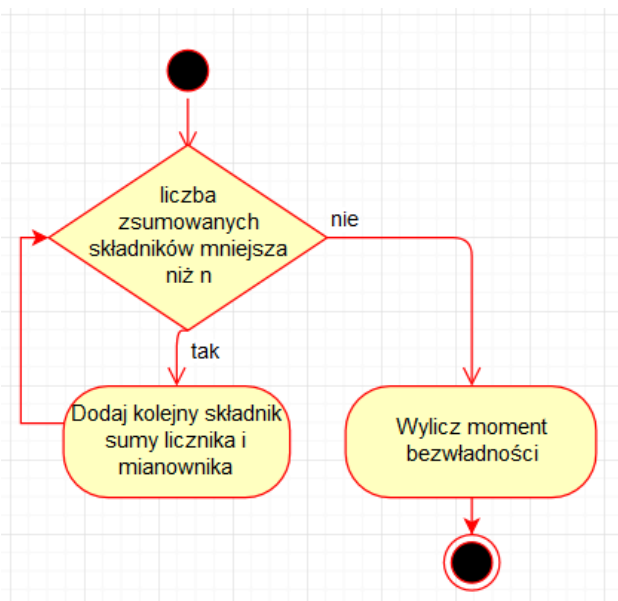 liczba
zsumowanych
składników mniejsza
niż n
nie
tak
Dodaj kolejny składnik
sumy licznika i
mianownika
Wylicz moment
bezwładności